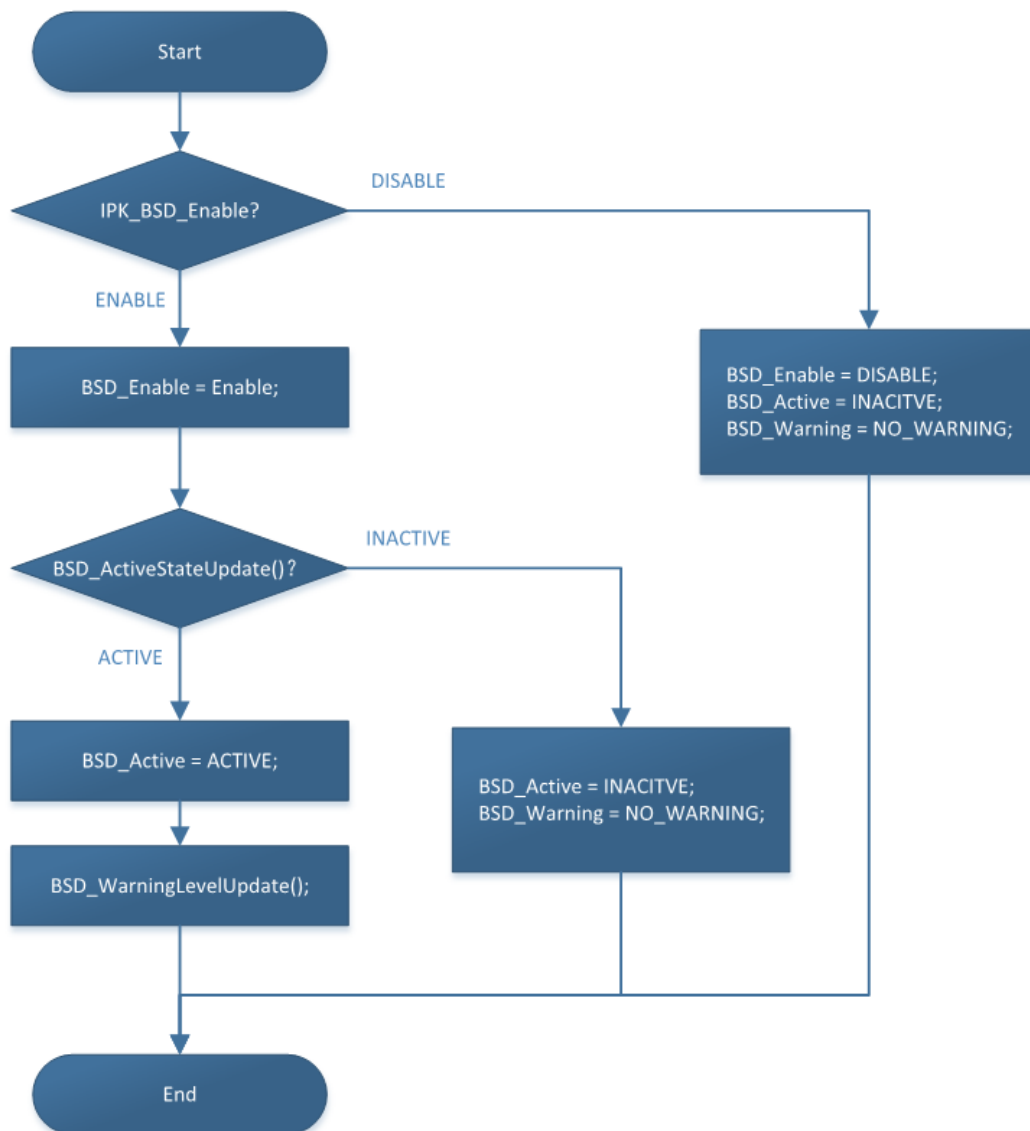 Start
IPK_BSD_Enable?
DISABLE
ENABLE
BSD_Enable = Enable;
BSD_Enable = DISABLE;
BSD_Active = INACITVE;
BSD_Warning = NO_WARNING;
BSD_ActiveStateUpdate()?
INACTIVE
ACTIVE
BSD_Active = ACTIVE;
BSD_Active = INACITVE;
BSD_Warning = NO_WARNING;
BSD_WarningLevelUpdate();
End